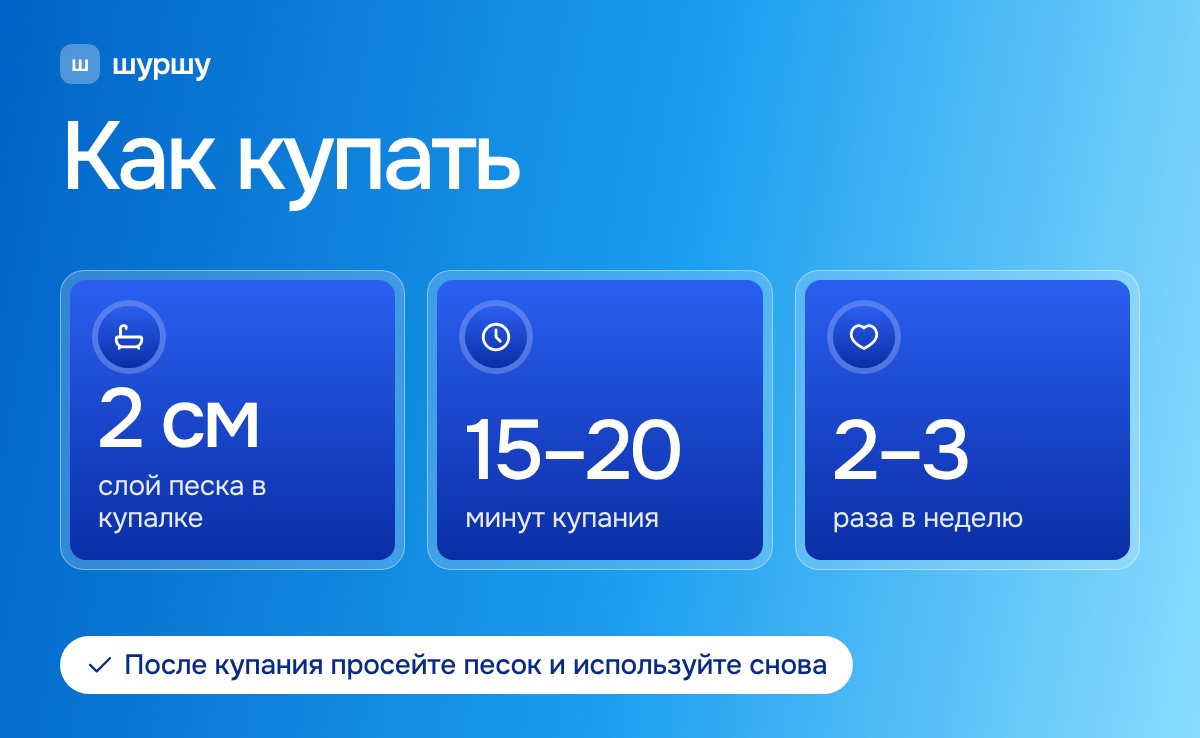 ш шуршу
Как купать
2 см
слой песка в
купалке
15–20
минут купания
2–3
раза в неделю
После купания просейте песок и используйте снова